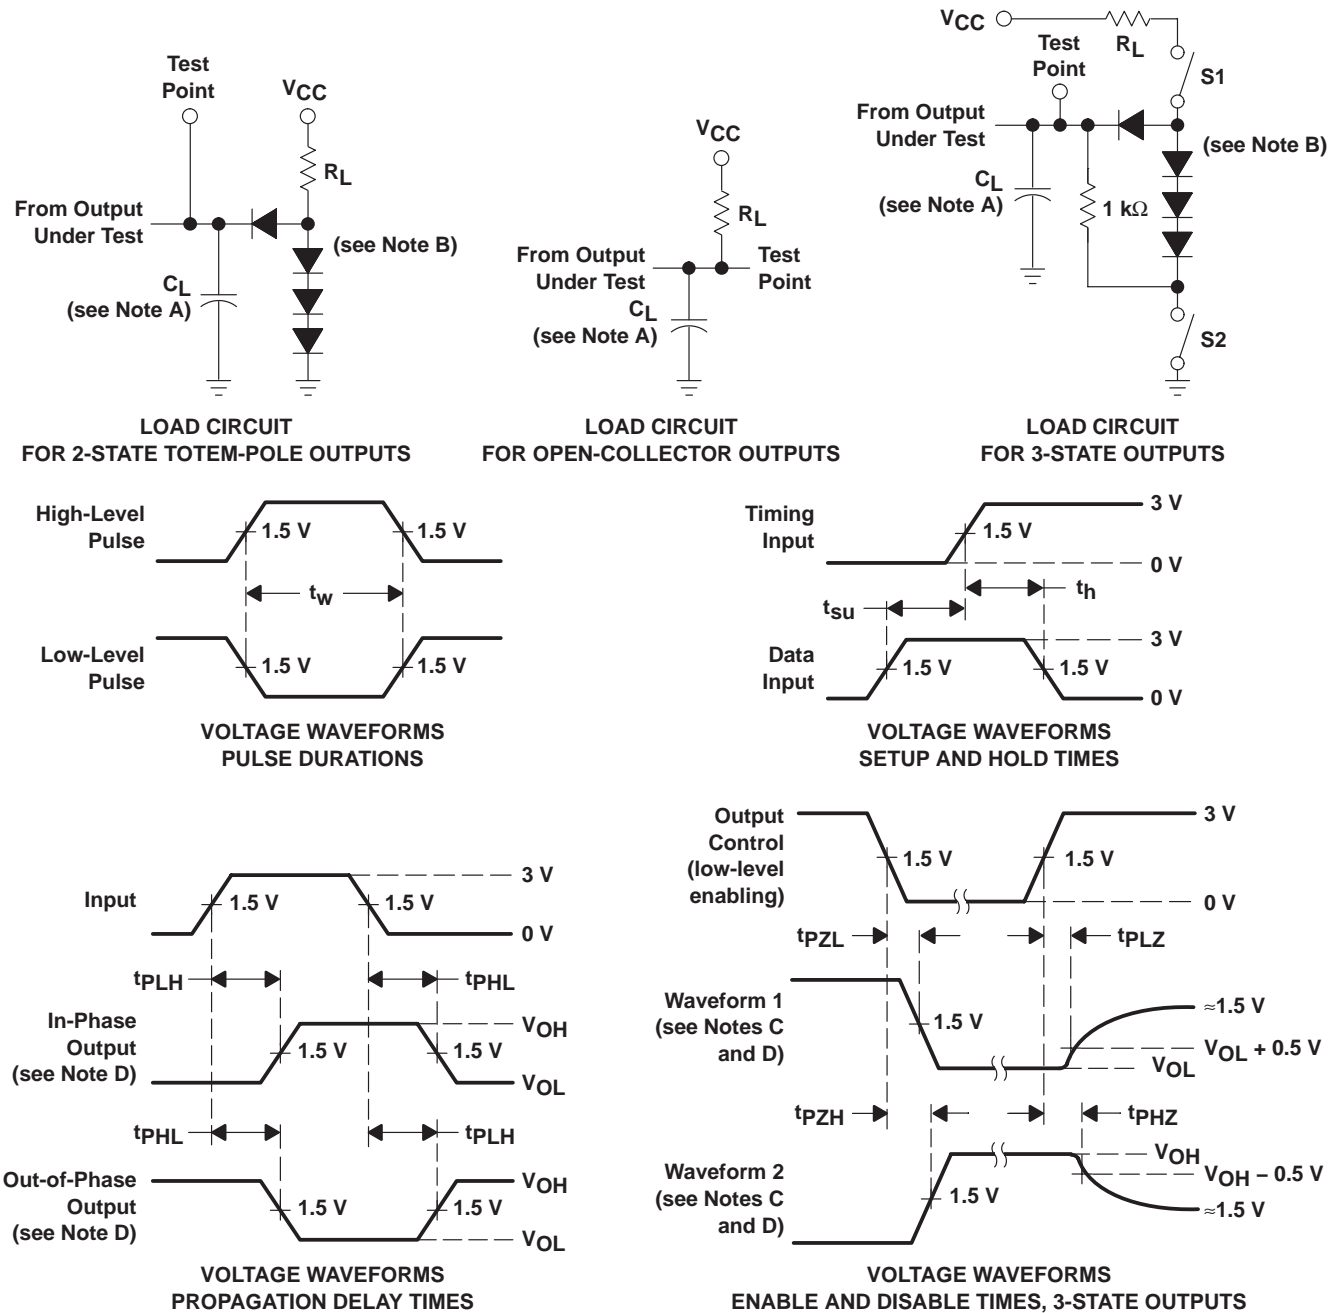 Test
Point
VCC
RL
From Output
Under Test
(see Note B)
CL
(see Note A)
LOAD CIRCUIT
FOR 2-STATE TOTEM-POLE OUTPUTS
VCC
RL
From Output
Under Test
Test
Point
CL
(see Note A)
LOAD CIRCUIT
FOR OPEN-COLLECTOR OUTPUTS
VCC
RL
Test
Point
S1
From Output
Under Test
(see Note B)
CL
(see Note A)
1 kΩ
S2
LOAD CIRCUIT
FOR 3-STATE OUTPUTS
High-Level
Pulse
1.5 V
1.5 V
tw
Low-Level
Pulse
1.5 V
1.5 V
VOLTAGE WAVEFORMS
PULSE DURATIONS
Timing
Input
1.5 V
3 V
0 V
th
tsu
Data
Input
1.5 V
1.5 V
3 V
0 V
VOLTAGE WAVEFORMS
SETUP AND HOLD TIMES
Input
1.5 V
1.5 V
3 V
0 V
tPLH
tPHL
In-Phase
Output
(see Note D)
1.5 V
1.5 V
VOH
VOL
tPHL
tPLH
Out-of-Phase
Output
(see Note D)
1.5 V
1.5 V
VOH
VOL
VOLTAGE WAVEFORMS
PROPAGATION DELAY TIMES
Output
Control
(low-level
enabling)
1.5 V
1.5 V
3 V
0 V
tPZL
tPLZ
Waveform 1
(see Notes C
and D)
1.5 V
≈1.5 V
VOL + 0.5 V
VOL
tPZH
tPHZ
Waveform 2
(see Notes C
and D)
1.5 V
VOH
VOH – 0.5 V
≈1.5 V
VOLTAGE WAVEFORMS
ENABLE AND DISABLE TIMES, 3-STATE OUTPUTS